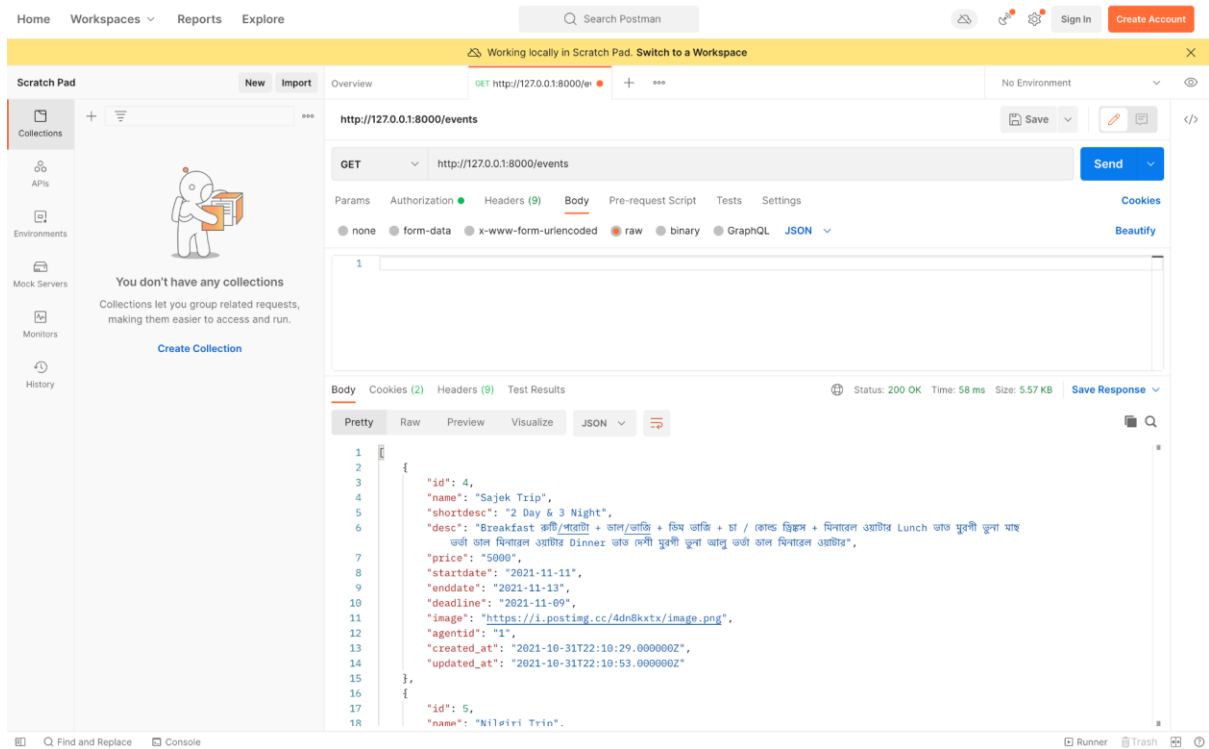 Home Workspaces Reports Explore Search Postman Sign In Create Account
Working locally in Scratch Pad. Switch to a Workspace
Scratch Pad New Import Overview GET http://127.0.0.1:8000/ev No Environment
Collections
http://127.0.0.1:8000/events Save
GET http://127.0.0.1:8000/events Send
APIs
Params Authorization Headers (9) Body Pre-request Script Tests Settings Cookies
Environments
none form-data x-www-form-urlencoded raw binary GraphQL JSON Beautify
1
Mock Servers
You don't have any collections
Collections let you group related requests,
making them easier to access and run.
Monitors
Create Collection
History
Body Cookies (2) Headers (9) Test Results Status: 200 OK Time: 58 ms Size: 5.57 KB Save Response
Pretty Raw Preview Visualize JSON
1 [
2 {
3 "id": 4,
4 "name": "Sajek Trip",
5 "shortdesc": "2 Day & 3 Night",
6 "desc": "Breakfast রুটি/পরোটা + ডাল/ভাজি + ডিম ভাজি + চা / কোল্ড ড্রিঙ্কস + মিনারেল ওয়াটার Lunch ভাত মুরগী ভুনা মাছ
ভর্তা ডাল মিনারেল ওয়াটার Dinner ভাত দেশী মুরগী ভুনা আলু ভর্তা ডাল মিনারেল ওয়াটার",
7 "price": "5000",
8 "startdate": "2021-11-11",
9 "enddate": "2021-11-13",
10 "deadline": "2021-11-09",
11 "image": "https://i.postimg.cc/4dn8kxtx/image.png",
12 "agentid": "1",
13 "created_at": "2021-10-31T22:10:29.000000Z",
14 "updated_at": "2021-10-31T22:10:53.000000Z"
15 },
16 {
17 "id": 5,
18 "name": "Nilgiri Trip",
Find and Replace Console Runner Trash